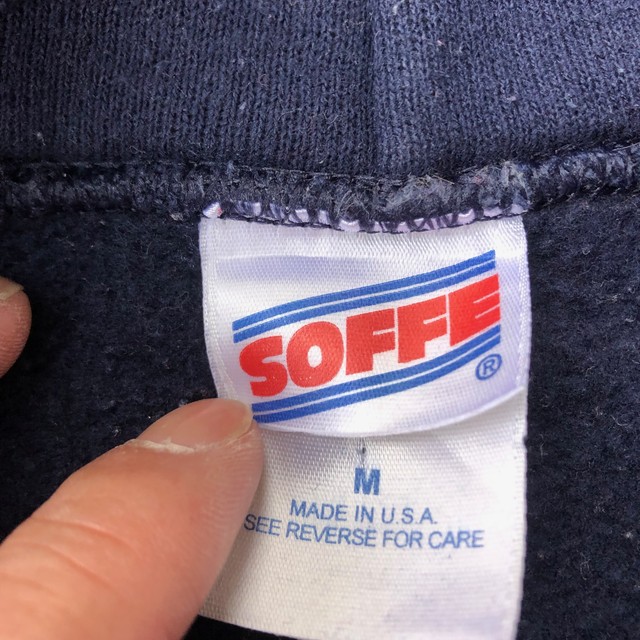 SOFFE®
M
MADE IN U.S.A.
SEE REVERSE FOR CARE